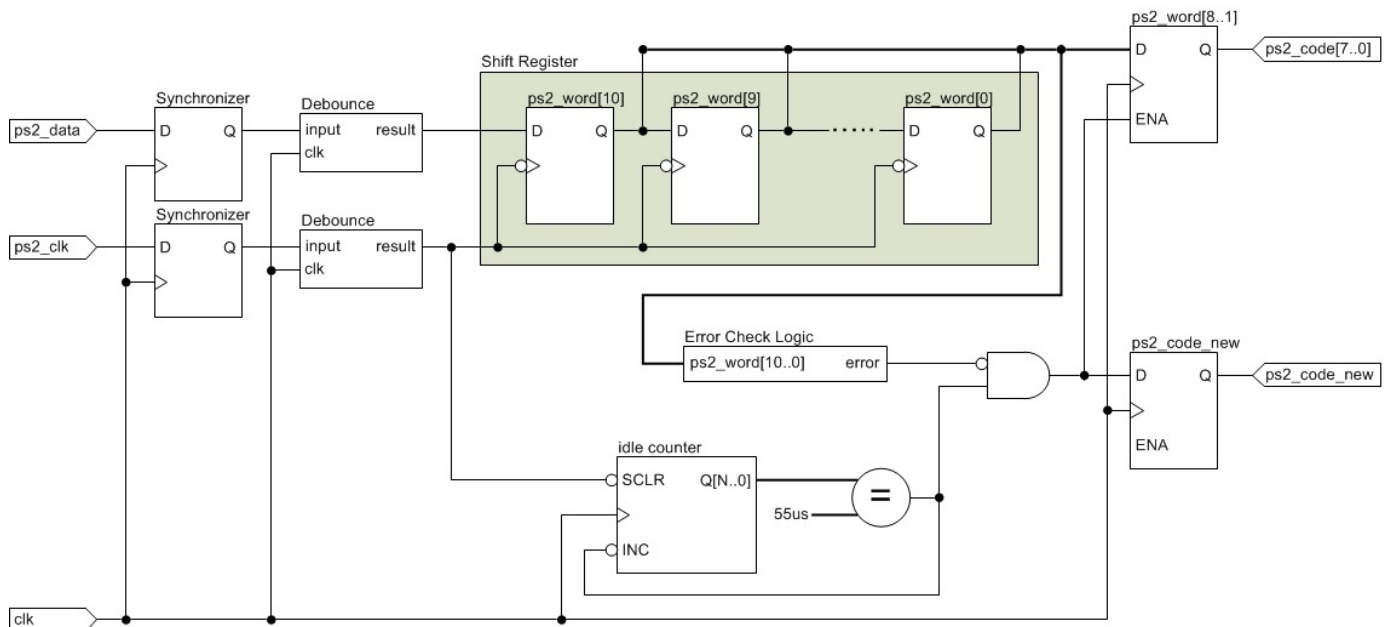 ps2_word[8..1]
D Q
ps2_code[7..0]
ENA
Shift Register
ps2_word[10]
D Q
ps2_word[9]
D Q
ps2_word[0]
D Q
Synchronizer
ps2_data
D Q
Debounce
input result
clk
Synchronizer
ps2_clk
D Q
Debounce
input result
clk
Error Check Logic
ps2_word[10..0] error
ps2_code_new
D Q
ps2_code_new
ENA
idle counter
SCLR Q[N..0]
=
55us
INC
clk